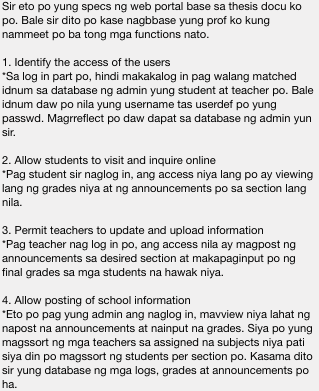 Sir eto po yung specs ng web portal base sa thesis docu ko
po. Bale sir dito po kase nagbbase yung prof ko kung
nammeet po ba tong mga functions nato.

1. Identify the access of the users
*Sa log in part po, hindi makakalog in pag walang matched
idnum sa database ng admin yung student at teacher po. Bale
idnum daw po nila yung username tas userdef po yung
passwd. Magrreflect po daw dapat sa database ng admin yun
sir.

2. Allow students to visit and inquire online
*Pag student sir naglog in, ang access niya lang po ay viewing
lang ng grades niya at ng announcements po sa section lang
nila.

3. Permit teachers to update and upload information
*Pag teacher nag log in po, ang access nila ay magpost ng
announcements sa desired section at makapaginput po ng
final grades sa mga students na hawak niya.

4. Allow posting of school information
*Eto po pag yung admin ang naglog in, mavview niya lahat ng
napost na announcements at nainput na grades. Siya po yung
magssort ng mga teachers sa assigned na subjects niya pati
siya din po magssort ng students per section po. Kasama dito
sir yung database ng mga logs, grades at announcements po
ha.